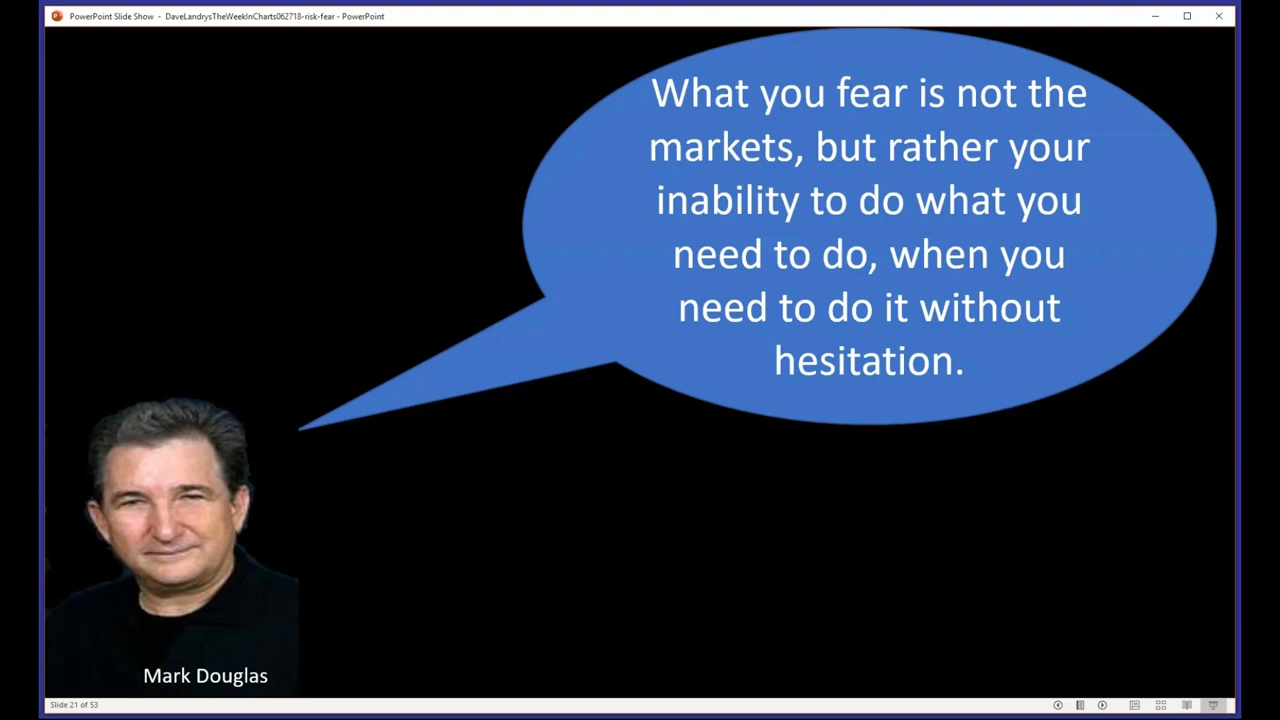 PowerPoint Slide Show - DaveLandrysTheWeekInCharts062718-risk-fear - PowerPoint
What you fear is not the
markets, but rather your
inability to do what you
need to do, when you
need to do it without
hesitation.
Mark Douglas
Slide 21 of 53